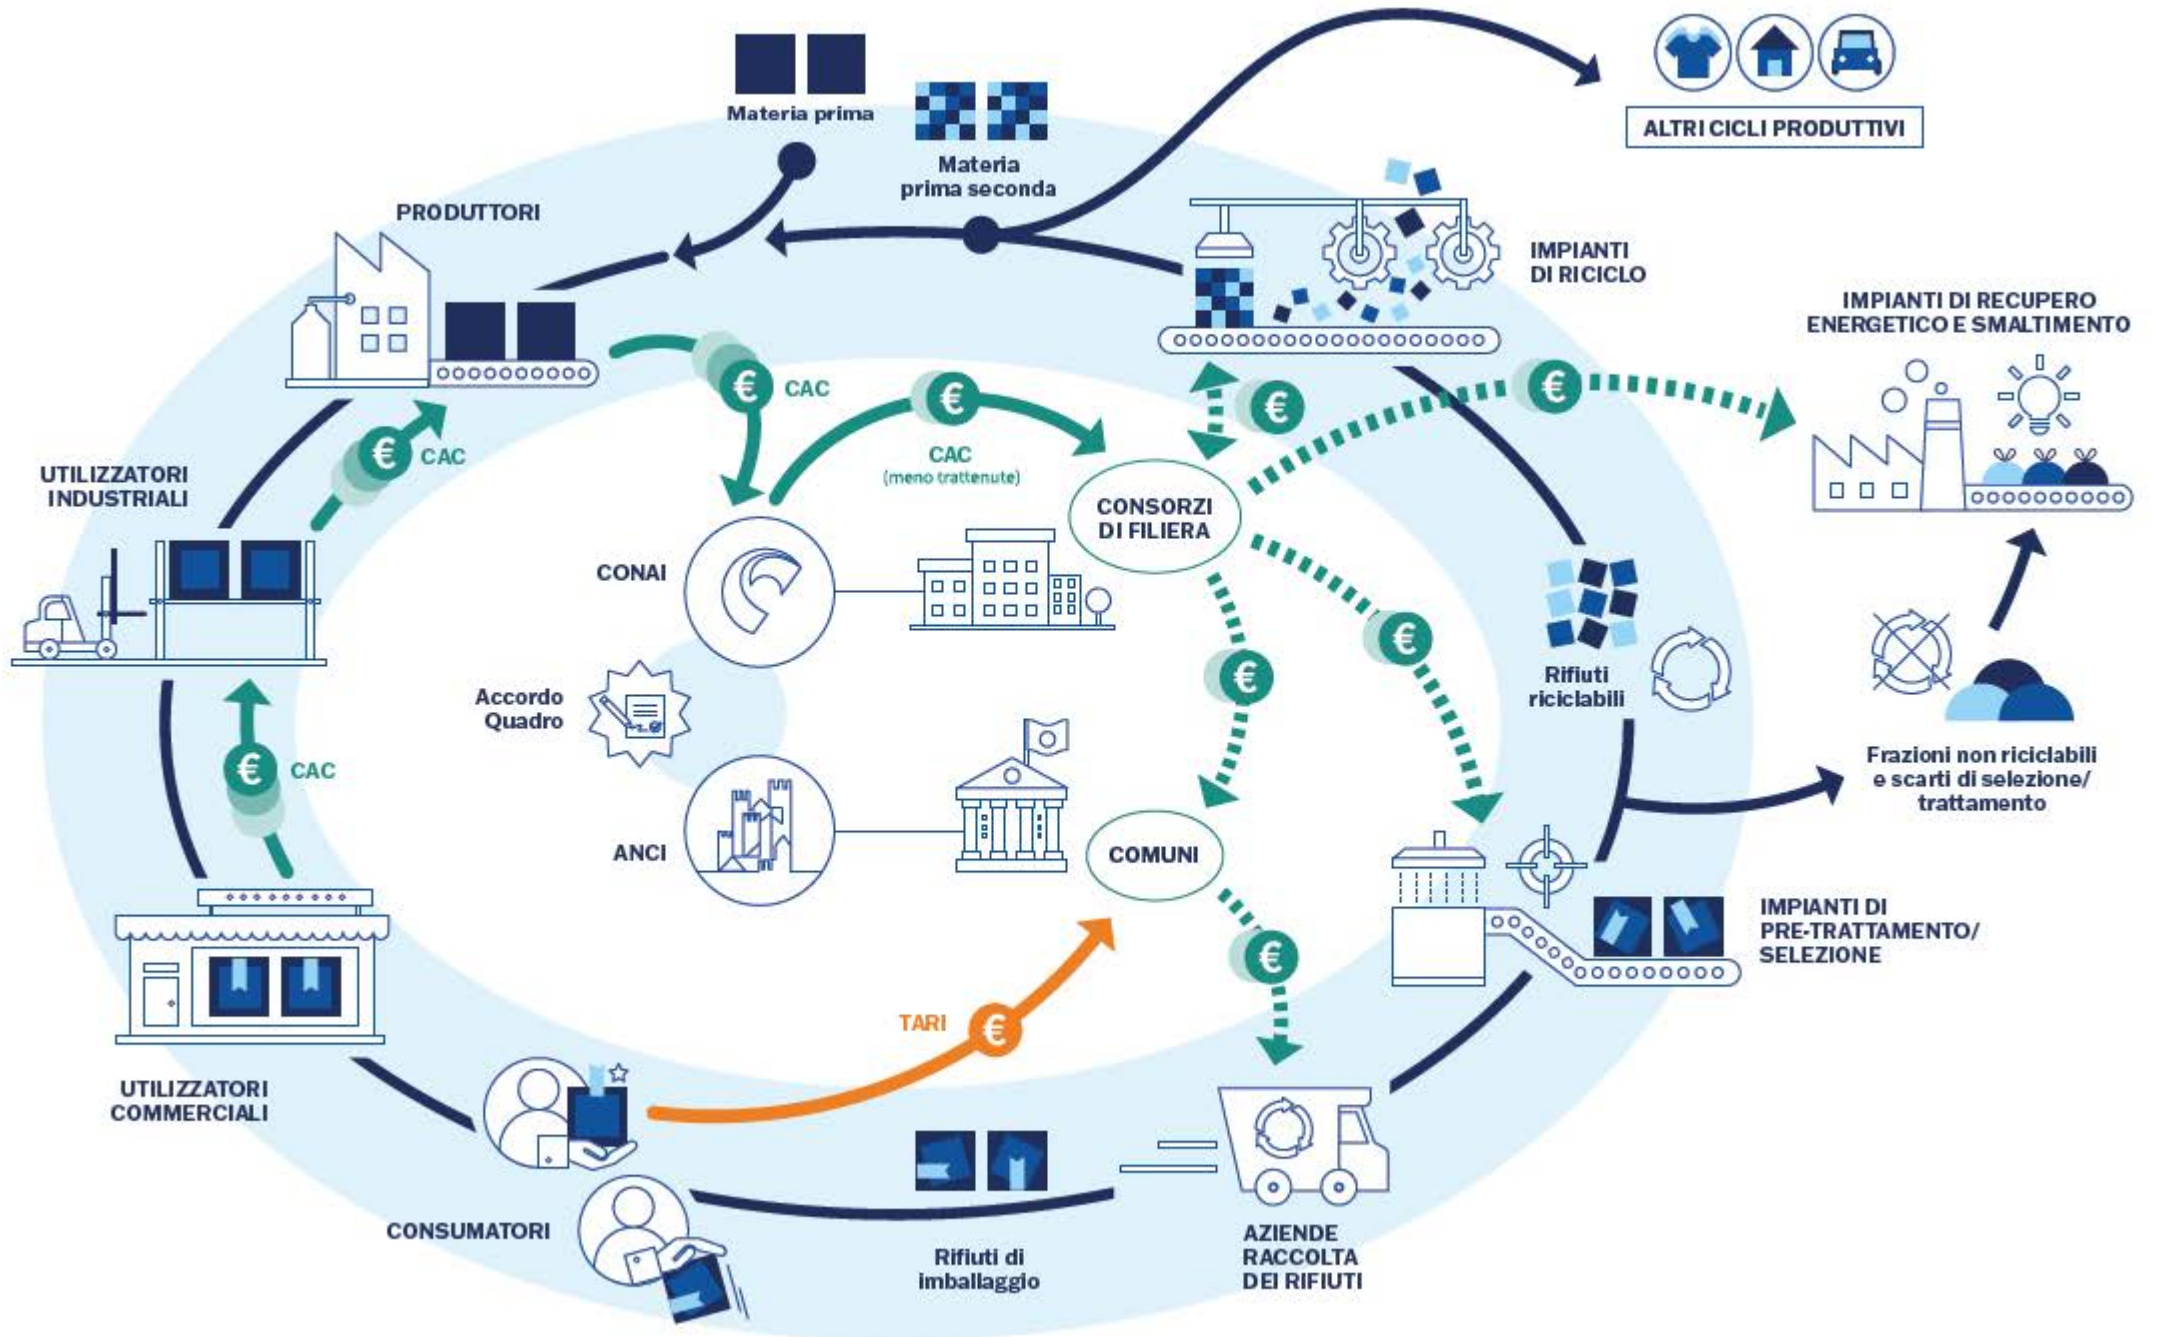 Materia prima
Materia
prima seconda
ALTRI CICLI PRODUTTIVI
PRODUTTORI
IMPIANTI
DI RICICLO
IMPIANTI DI RECUPERO
ENERGETICO E SMALTIMENTO
€
CAC
€
CAC
(meno trattenute)
€
€
€
CAC
UTILIZZATORI
INDUSTRIALI
CONSORZI
DI FILIERA
CONAI
€
€
Rifiuti
riciclabili
Accordo
Quadro
Frazioni non riciclabili
e scarti di selezione/
trattamento
€
CAC
ANCI
COMUNI
IMPIANTI DI
PRE-TRATTAMENTO/
SELEZIONE
€
TARI
€
UTILIZZATORI
COMMERCIALI
CONSUMATORI
Rifiuti di
imballaggio
AZIENDE
RACCOLTA
DEI RIFIUTI